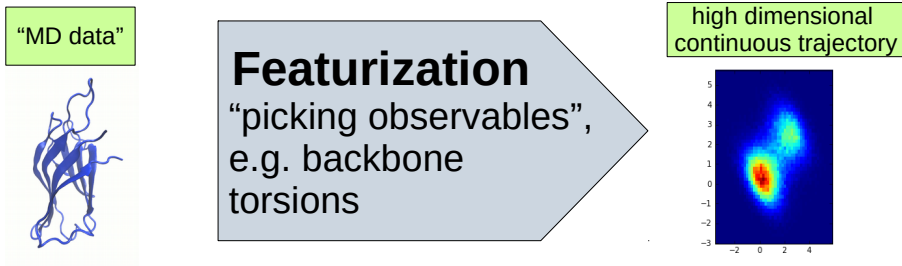 “MD data”
Featurization
“picking observables”,
e.g. backbone
torsions
high dimensional
continuous trajectory
5
4
3
2
1
0
−1
−2
−3
−2 0 2 4